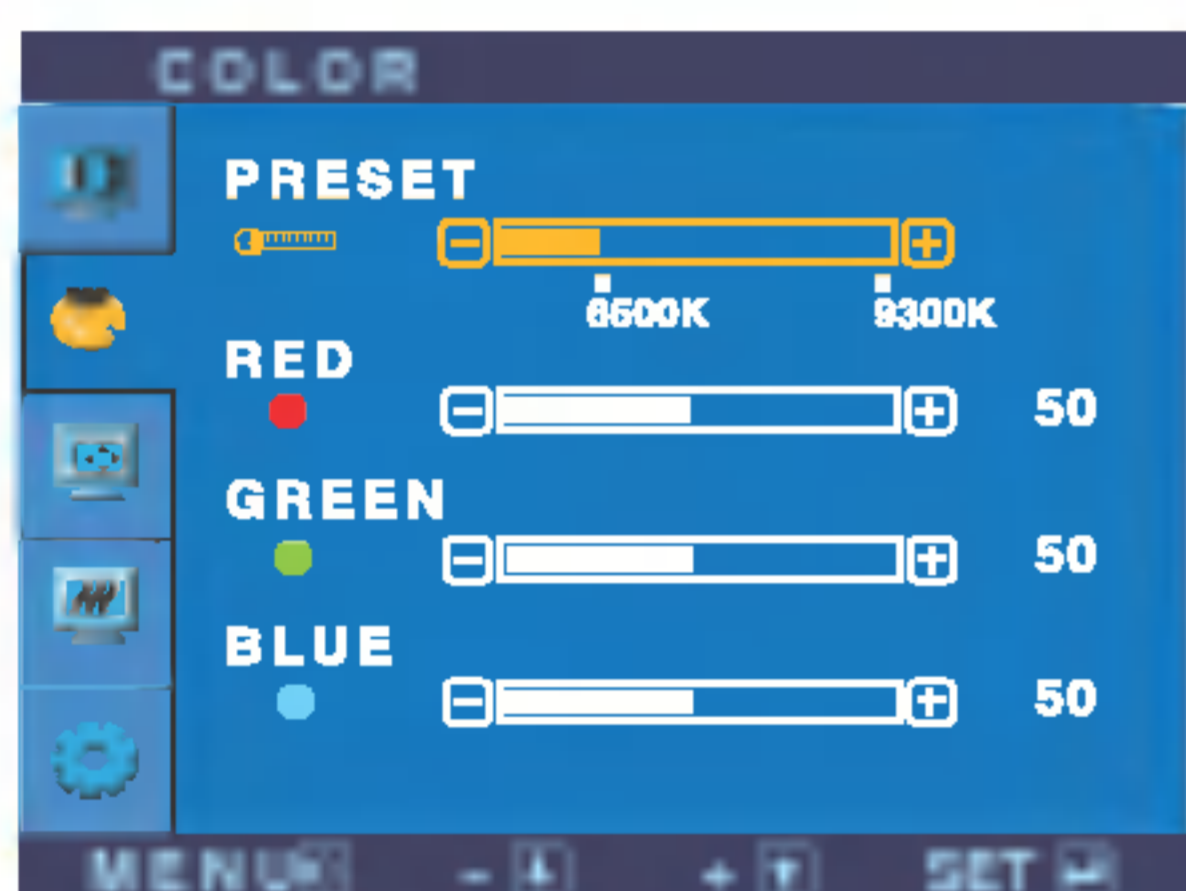 COLOR
PRESET
6500K 9300K
RED
50
GREEN
50
BLUE
50
MENU - + SET